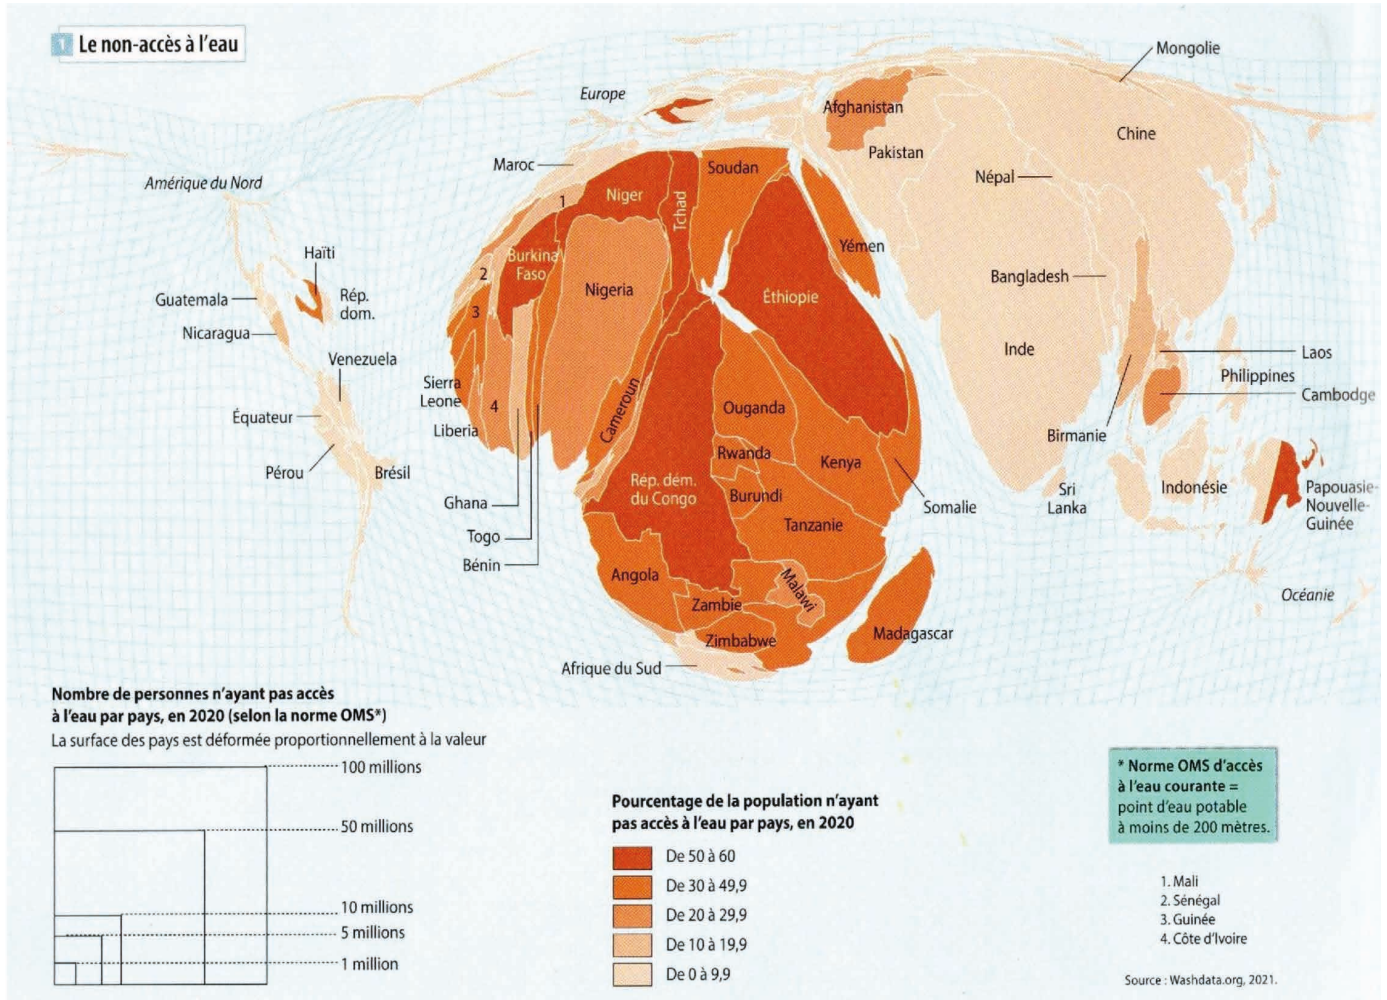 1 Le non-accès à l'eau
Mongolie
Europe
Afghanistan
Chine
Pakistan
Maroc
Soudan
Népal
Amérique du Nord
1
Niger
Tchad
Haïti
Burkina
Faso
Yémen
2
Bangladesh
Guatemala
Rép.
dom.
Nigeria
Éthiopie
3
Nicaragua
Venezuela
Inde
Laos
Philippines
Sierra
Leone
4
Cameroun
Ouganda
Cambodge
Équateur
Liberia
Birmanie
Pérou
Brésil
Rwanda
Kenya
Rép. dém.
du Congo
Burundi
Sri
Lanka
Indonésie
Papouasie-
Nouvelle-
Guinée
Ghana
Somalie
Togo
Tanzanie
Bénin
Angola
Malawi
Océanie
Zambie
Zimbabwe
Madagascar
Afrique du Sud
Nombre de personnes n'ayant pas accès
à l'eau par pays, en 2020 (selon la norme OMS*)
La surface des pays est déformée proportionnellement à la valeur
100 millions
50 millions
10 millions
5 millions
1 million
Pourcentage de la population n'ayant
pas accès à l'eau par pays, en 2020
De 50 à 60
De 30 à 49,9
De 20 à 29,9
De 10 à 19,9
De 0 à 9,9
* Norme OMS d'accès
à l'eau courante =
point d'eau potable
à moins de 200 mètres.
1. Mali
2. Sénégal
3. Guinée
4. Côte d'Ivoire
Source : Washdata.org, 2021.